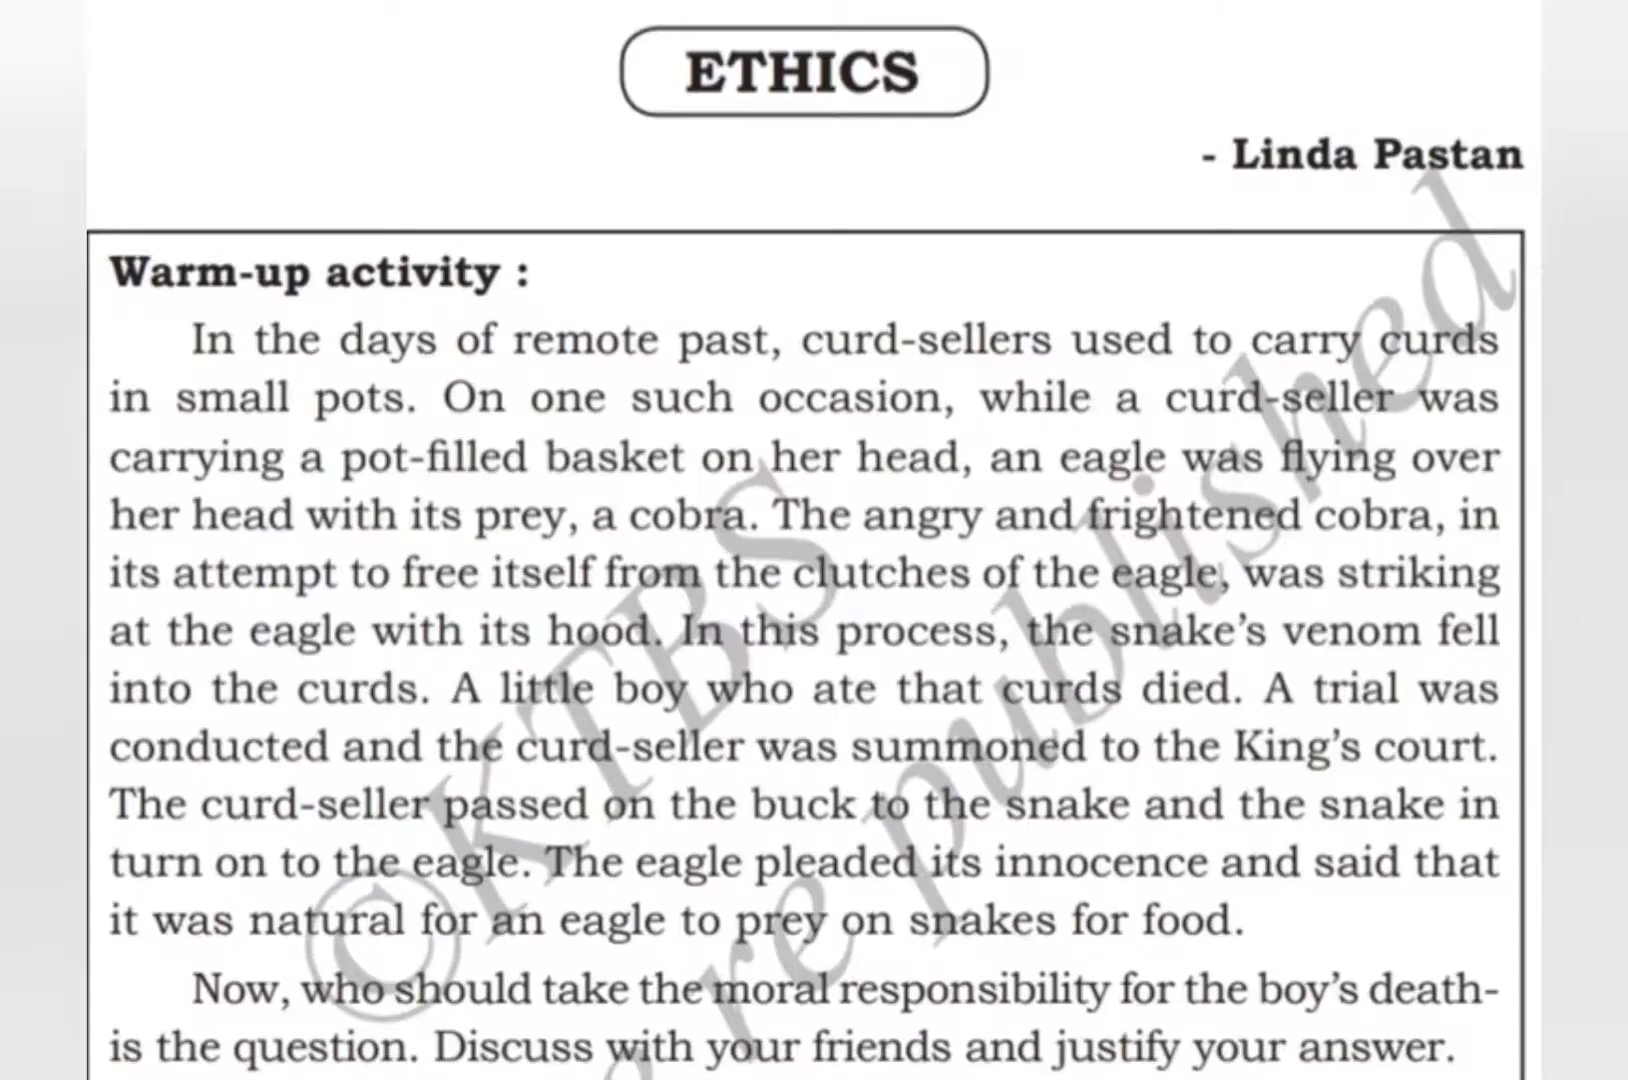 ETHICS
- Linda Pastan
Warm-up activity :
In the days of remote past, curd-sellers used to carry curds
in small pots. On one such occasion, while a curd-seller was
carrying a pot-filled basket on her head, an eagle was flying over
her head with its prey, a cobra. The angry and frightened cobra, in
its attempt to free itself from the clutches of the eagle, was striking
at the eagle with its hood. In this process, the snake's venom fell
into the curds. A little boy who ate that curds died. A trial was
conducted and the curd-seller was summoned to the King's court.
The curd-seller passed on the buck to the snake and the snake in
turn on to the eagle. The eagle pleaded its innocence and said that
it was natural for an eagle to prey on snakes for food.
Now, who should take the moral responsibility for the boy's death-
is the question. Discuss with your friends and justify your answer.
©KTBS
re published